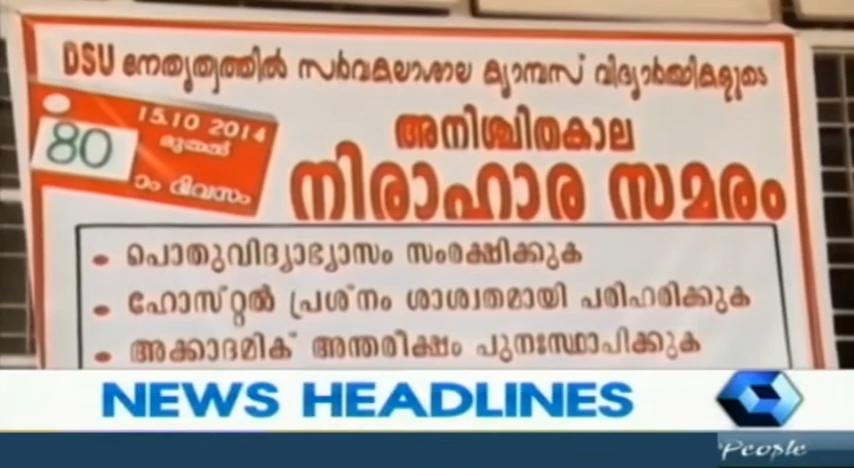 DSU നേതൃത്വത്തിൽ സർവകലാശാല ക്യാമ്പസ് വിദ്യാർത്ഥികളുടെ
15.10 2014
മുതൽ
80
ാം ദിവസം
അനിശ്ചിതകാല
നിരാഹാര സമരം
• പൊതുവിദ്യാഭ്യാസം സംരക്ഷിക്കുക
• ഹോസ്റ്റൽ പ്രശ്നം ശാശ്വതമായി പരിഹരിക്കുക
• അക്കാദമിക് അന്തരീക്ഷം പുനഃസ്ഥാപിക്കുക
NEWS HEADLINES
People